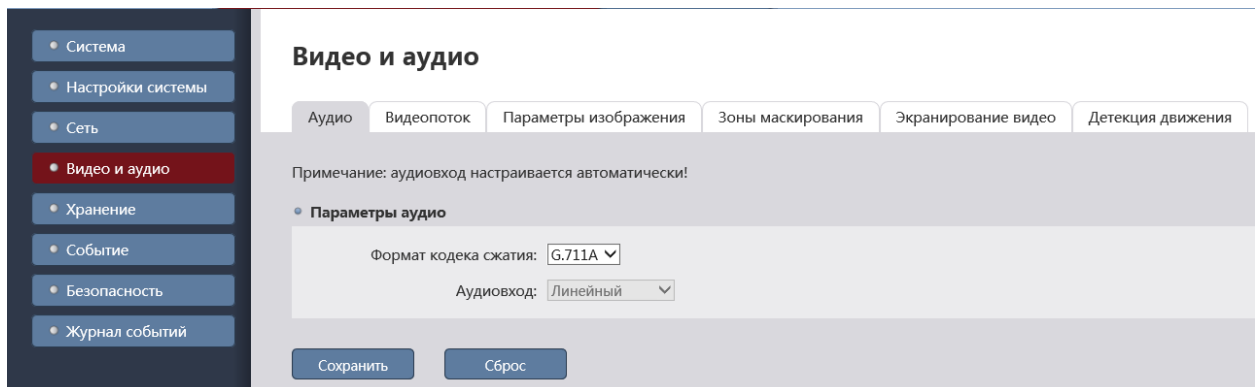 Система
Настройки системы
Сеть
Видео и аудио
Хранение
Событие
Безопасность
Журнал событий
Видео и аудио
Аудио Видеопоток Параметры изображения Зоны маскирования Экранирование видео Детекция движения
Примечание: аудиовход настраивается автоматически!
Параметры аудио
Формат кодека сжатия: G.711A
Аудиовход: Линейный
Сохранить Сброс